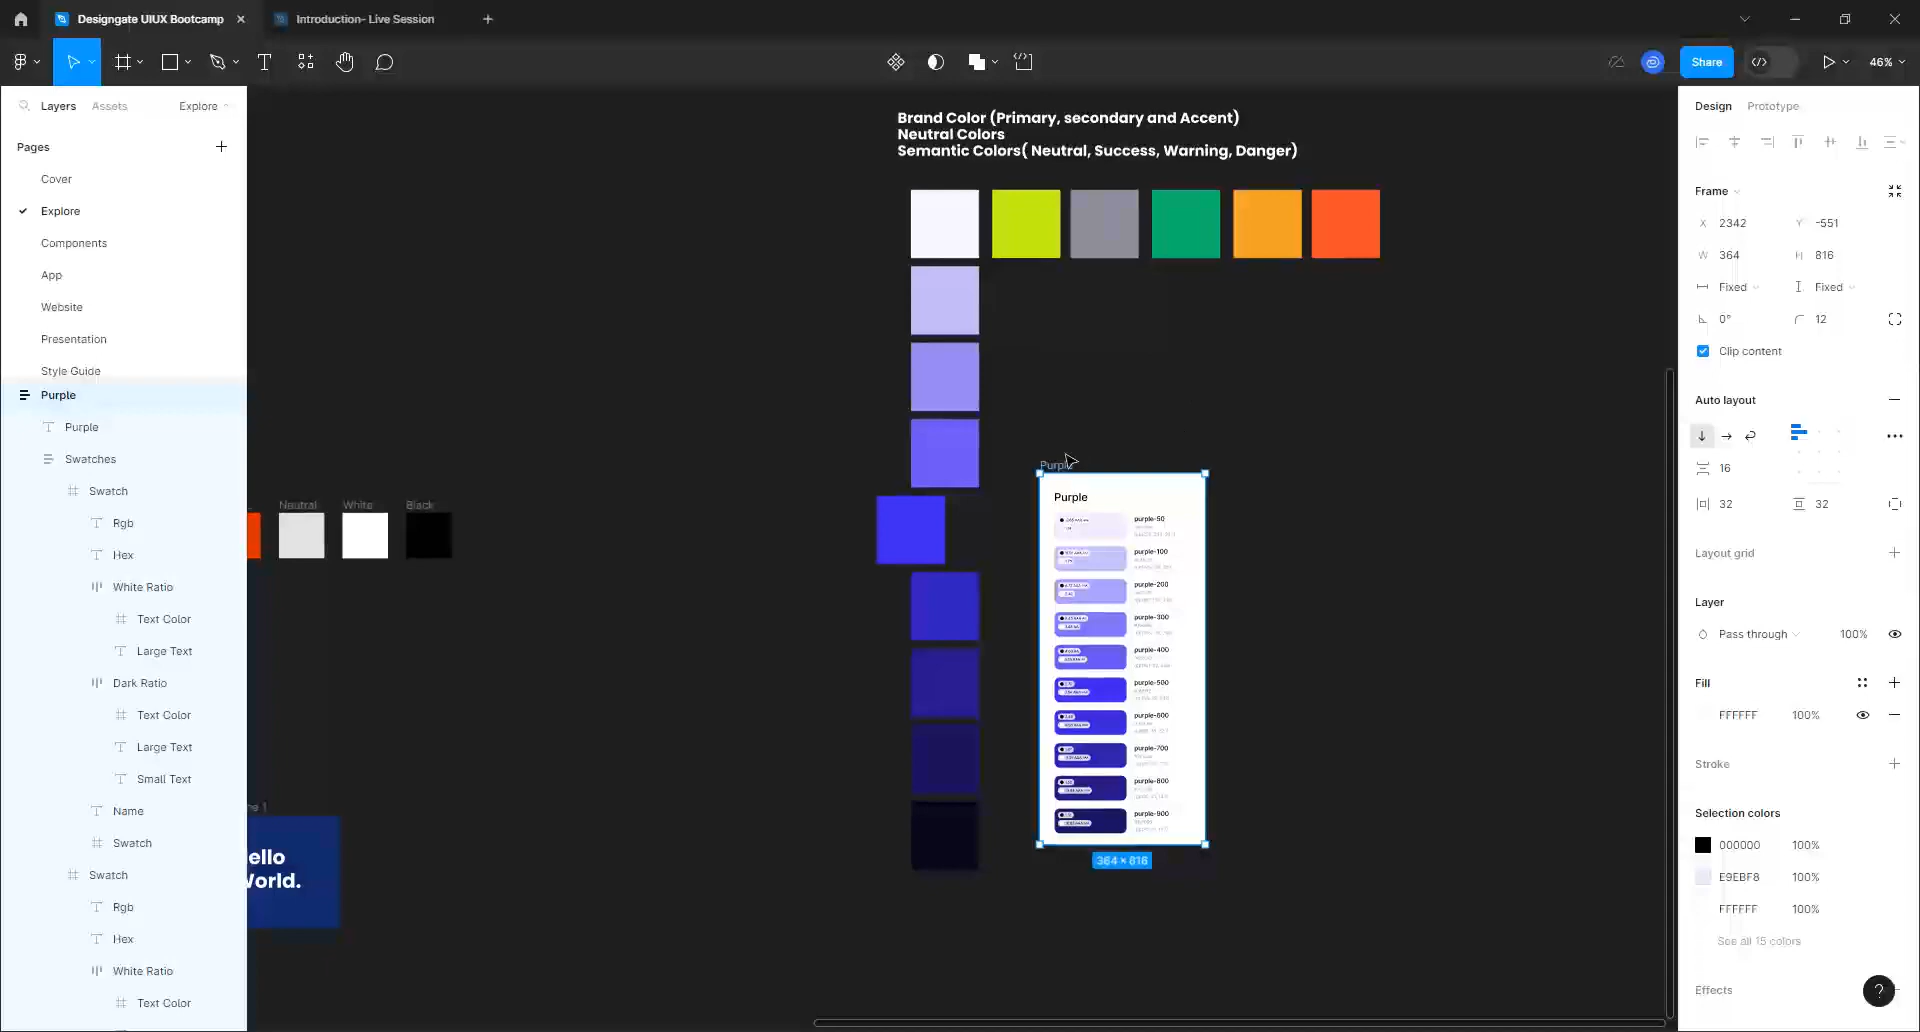 Designgate UIUX Bootcamp
Introduction- Live Session
Share
46%
Layers
Assets
Explore
Pages
Cover
Explore
Components
App
Website
Presentation
Style Guide
Purple
Purple
Swatches
Swatch
Rgb
Hex
White Ratio
Text Color
Large Text
Dark Ratio
Text Color
Large Text
Small Text
Name
Swatch
Swatch
Rgb
Hex
White Ratio
Text Color
Brand Color (Primary, secondary and Accent)
Neutral Colors
Semantic Colors( Neutral, Success, Warning, Danger)
Neutral
White
Black
ello
World.
Purple
Purple
purple-50
purple-100
purple-200
purple-300
purple-400
purple-500
purple-600
purple-700
purple-800
purple-900
364 × 816
Design
Prototype
Frame
X 2342
Y -551
W 364
H 816
Fixed
Fixed
0°
12
Clip content
Auto layout
16
32
32
Layout grid
Layer
Pass through
100%
Fill
FFFFFF
100%
Stroke
Selection colors
000000
100%
E9EBF8
100%
FFFFFF
100%
See all 15 colors
Effects
?